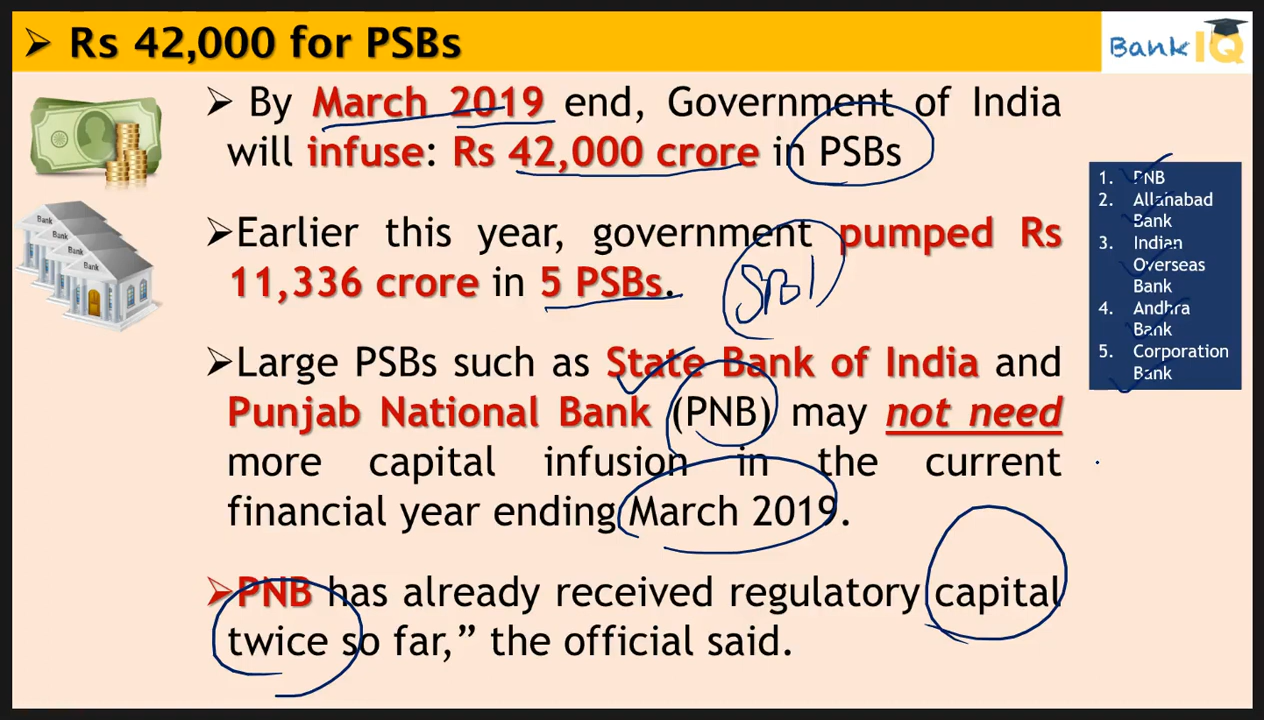 ➢ Rs 42,000 for PSBs
Bank IQ
➢ By March 2019 end, Government of India
will infuse: Rs 42,000 crore in PSBs
➢Earlier this year, government pumped Rs
11,336 crore in 5 PSBs.
SBI
➢Large PSBs such as State Bank of India and
Punjab National Bank (PNB) may not need
more capital infusion in the current
financial year ending March 2019.
➢PNB has already received regulatory capital
twice so far,” the official said.
Bank
Bank
Bank
Bank
1. PNB
2. Allahabad
Bank
3. Indian
Overseas
Bank
4. Andhra
Bank
5. Corporation
Bank